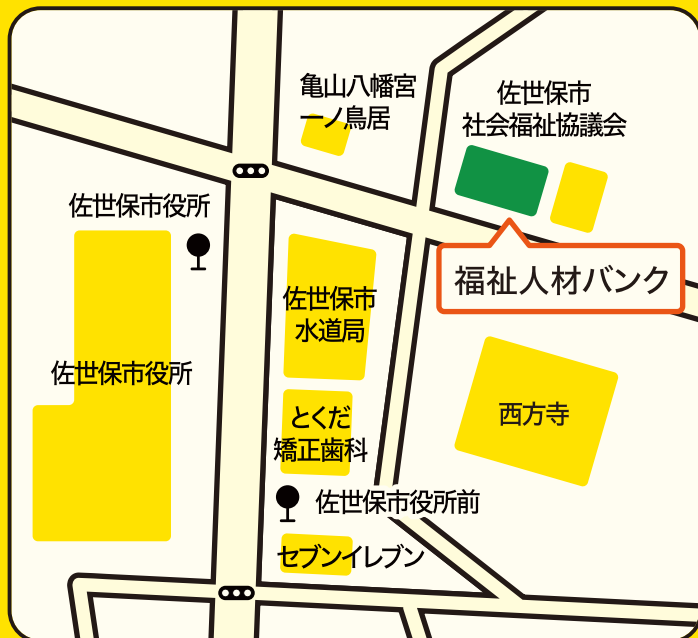 亀山八幡宮
一ノ鳥居
佐世保市
社会福祉協議会
佐世保市役所
福祉人材バンク
佐世保市
水道局
佐世保市役所
とくだ
矯正歯科
西方寺
佐世保市役所前
セブンイレブン